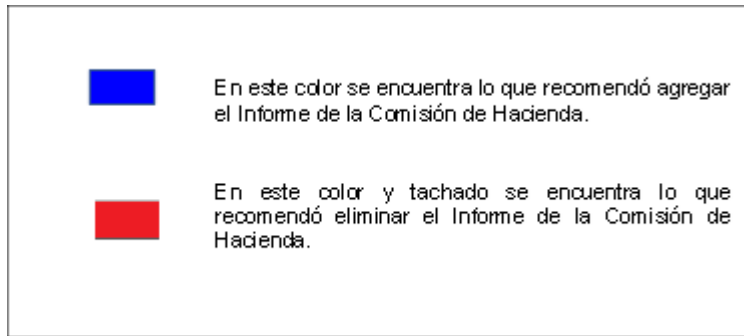 En este color se encuentra lo que recomendó agregar
el Informe de la Comisión de Hacienda.
En este color y tachado se encuentra lo que
recomendó eliminar el Informe de la Comisión de
Hacienda.